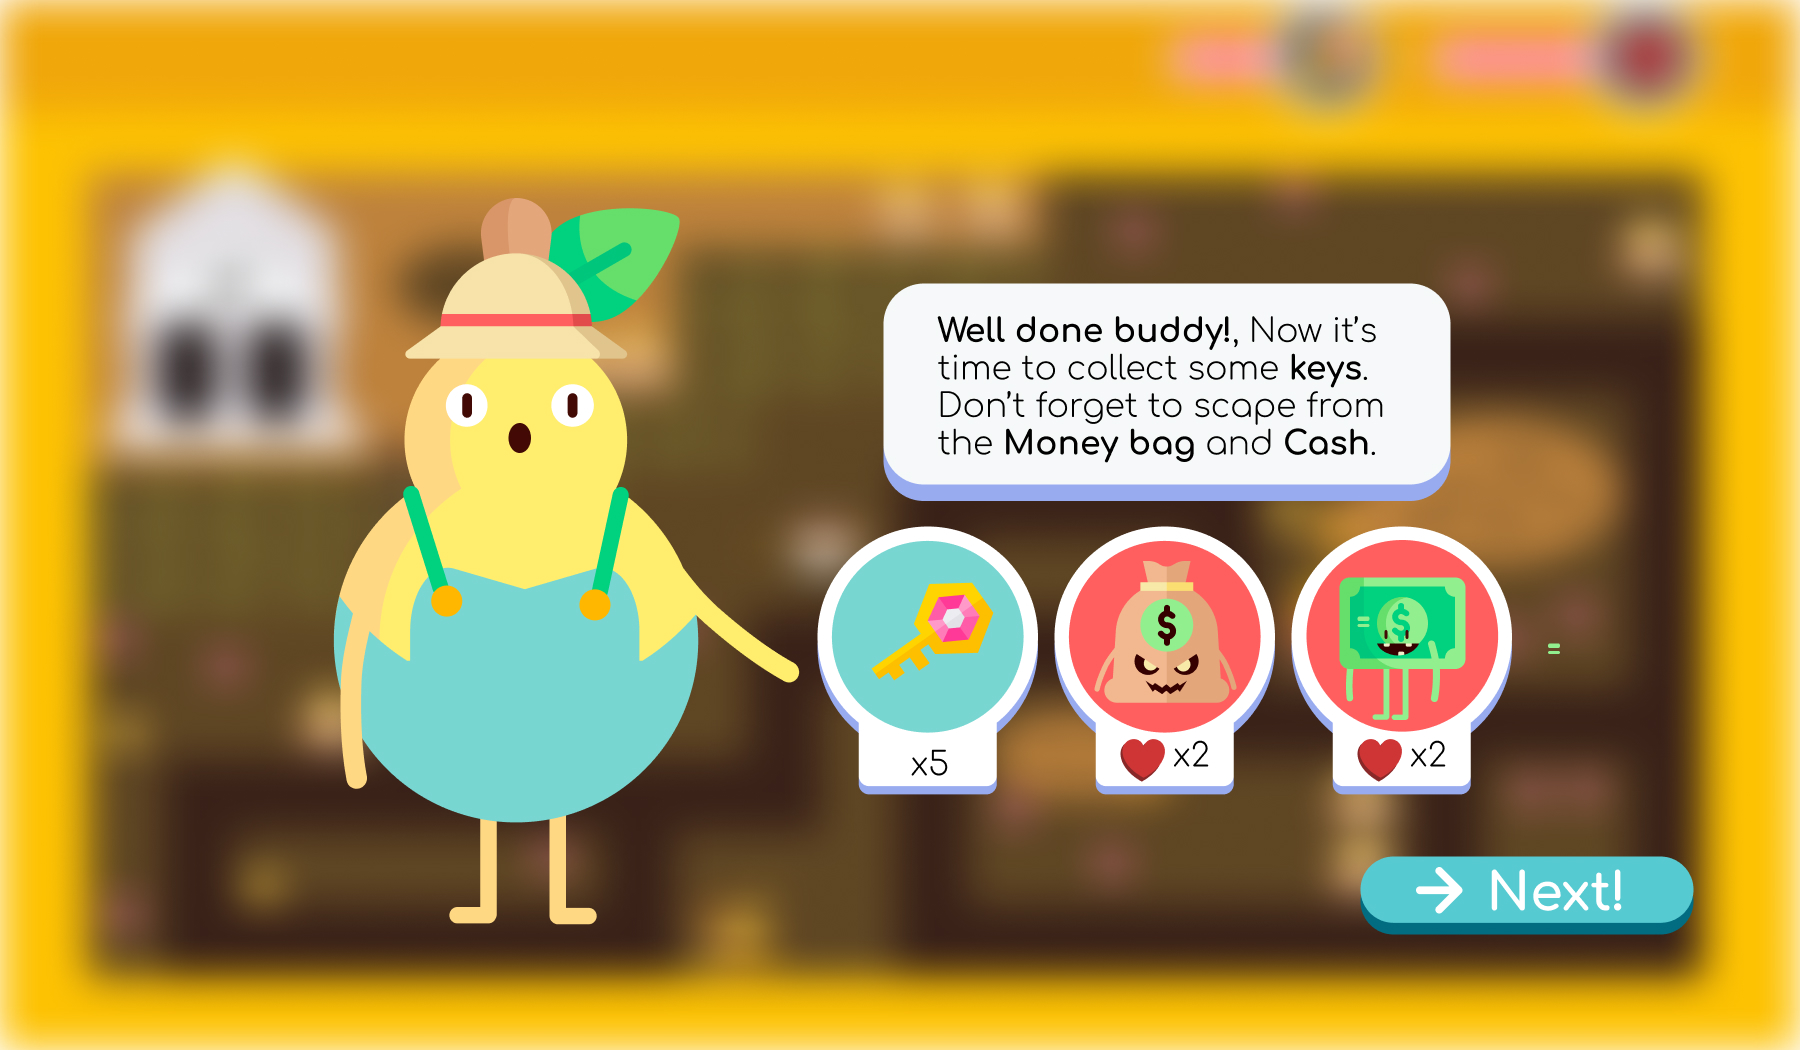 Well done buddy!, Now it's
time to collect some keys.
Don't forget to scape from
the Money bag and Cash.
$
$
x5
x2
x2
Next!